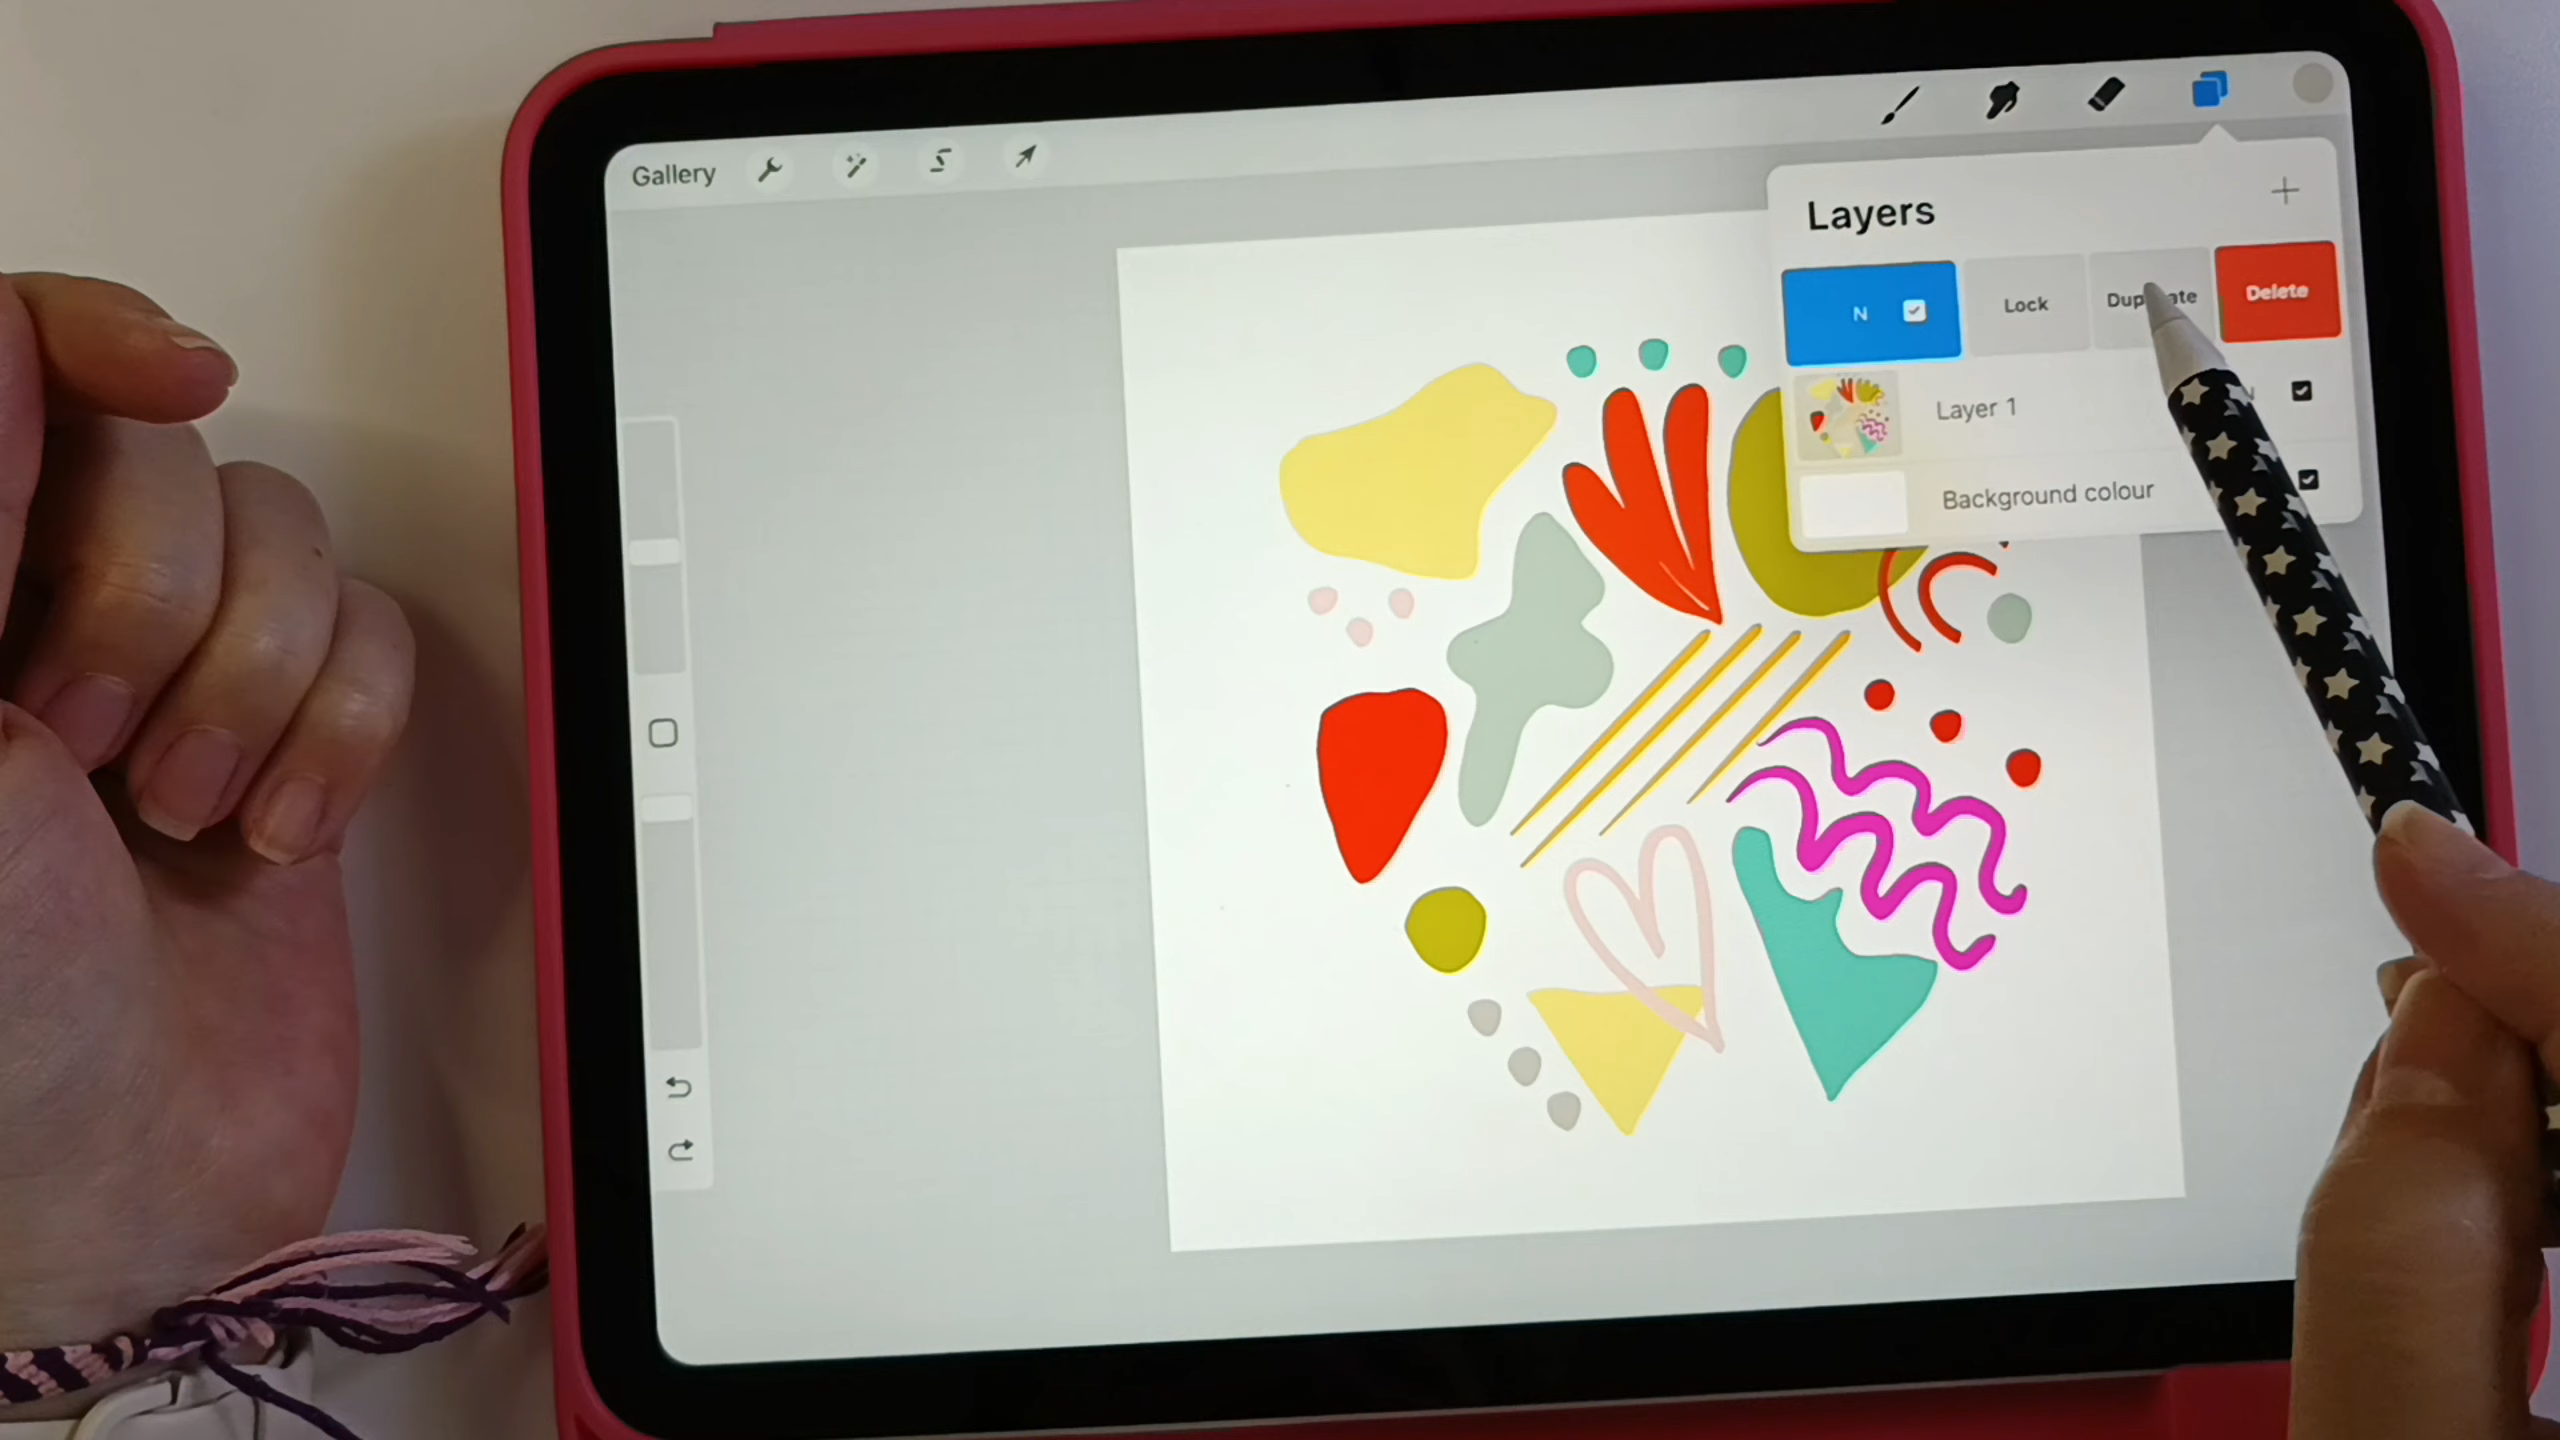 Gallery
Layers
N
Lock
Delete
Layer 1
Background colour